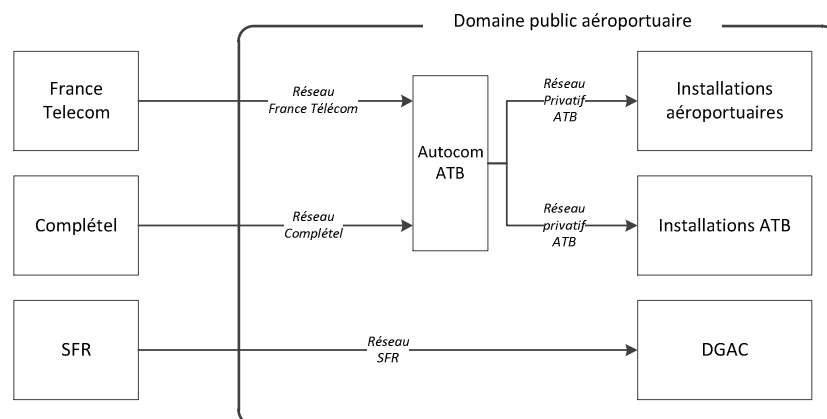 Domaine public aéroportuaire
France
Telecom
Réseau
France Télécom
Autocom
ATB
Réseau
Privatif
ATB
Installations
aéroportuaires
Complétel
Réseau
Complétel
Réseau
privatif
ATB
Installations ATB
SFR
Réseau
SFR
DGAC